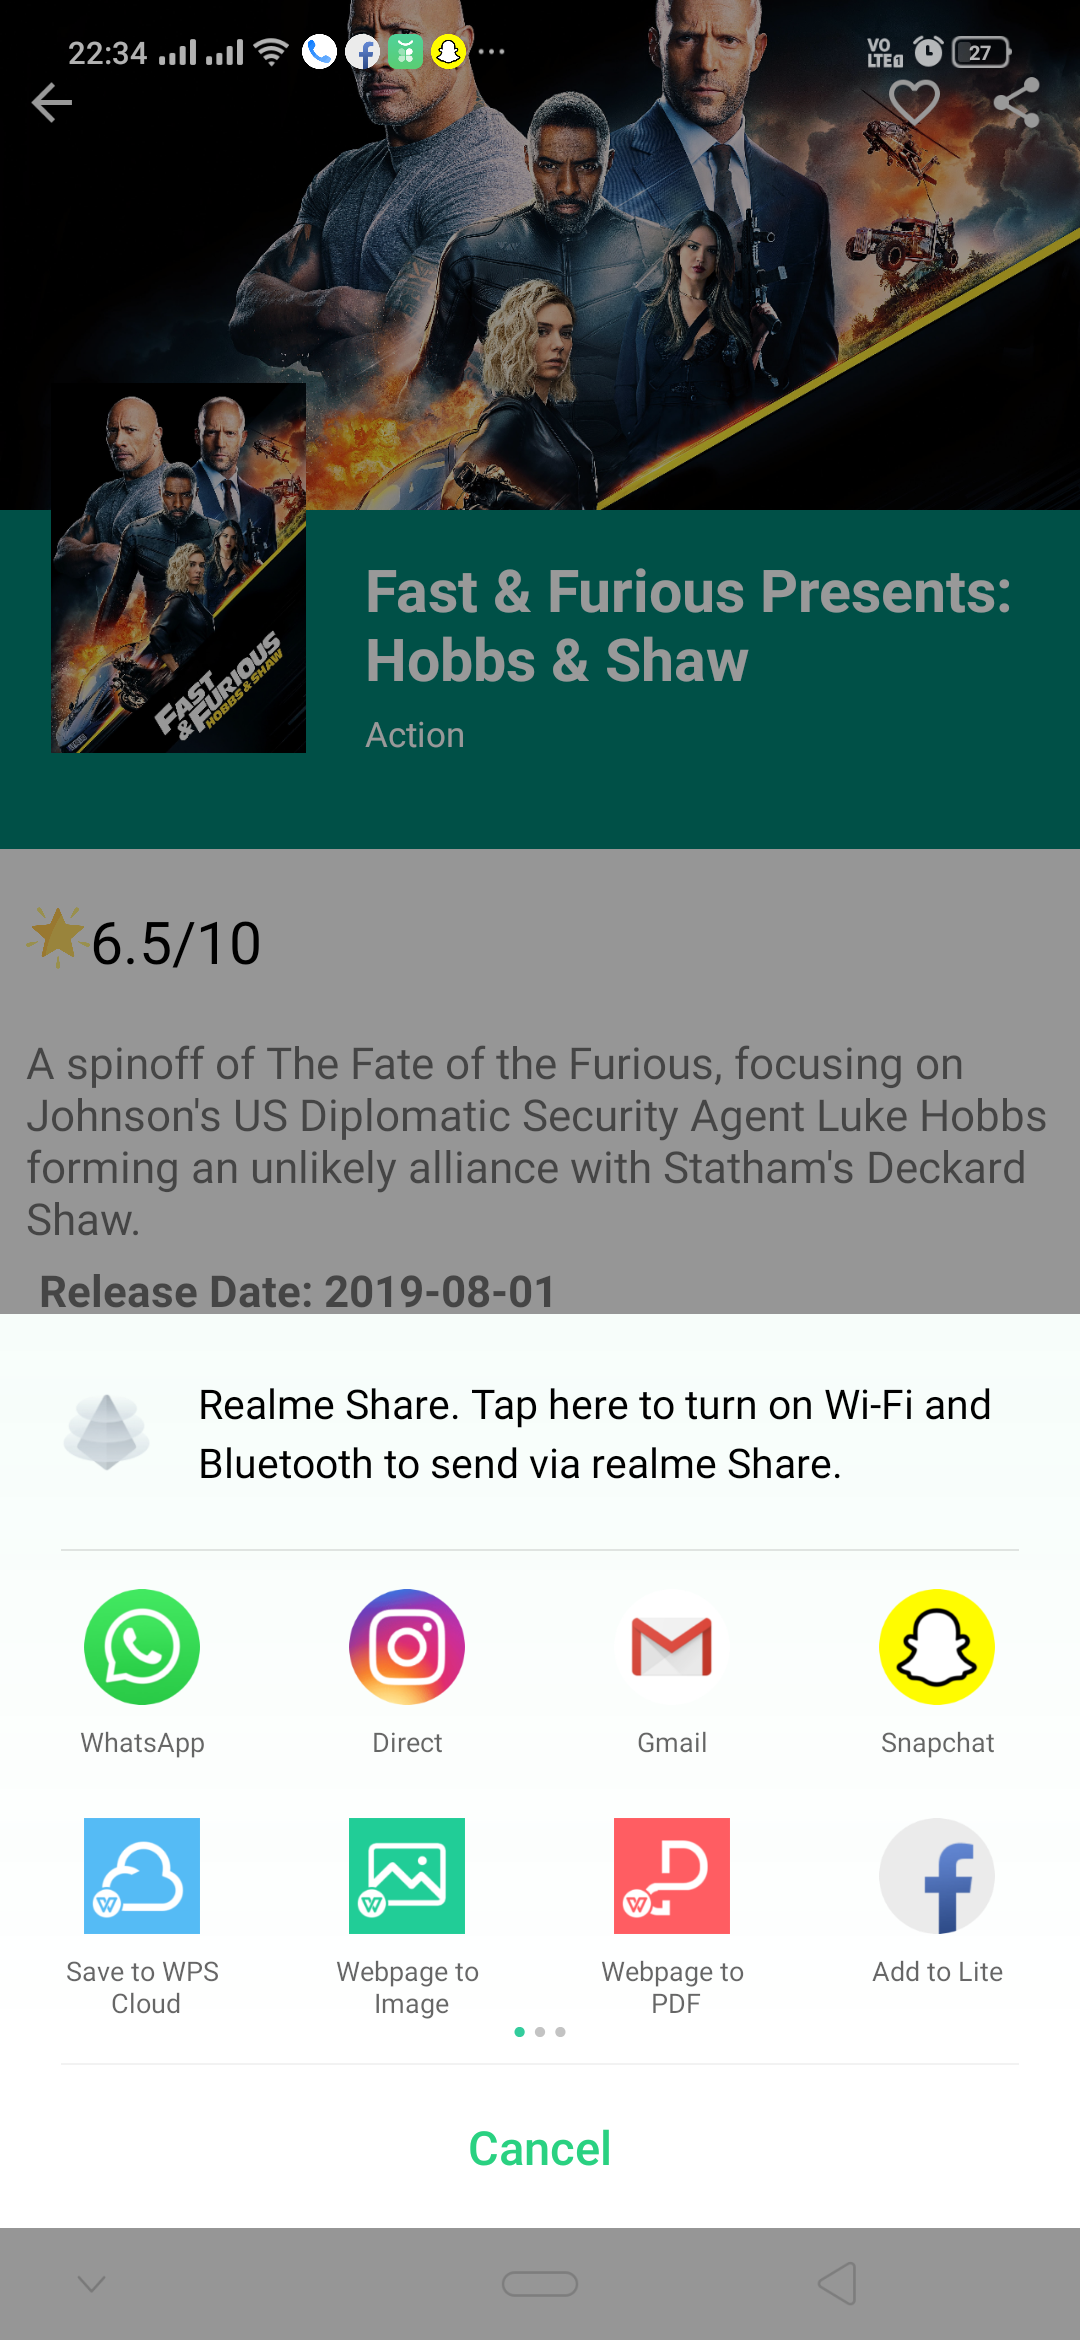 22:34
VO
LTE1
27
FAST
& FURIOUS
HOBBS & SHAW
Fast & Furious Presents:
Hobbs & Shaw
Action
6.5/10
A spinoff of The Fate of the Furious, focusing on
Johnson's US Diplomatic Security Agent Luke Hobbs
forming an unlikely alliance with Statham's Deckard
Shaw.
Release Date: 2019-08-01
Realme Share. Tap here to turn on Wi-Fi and
Bluetooth to send via realme Share.
WhatsApp
Direct
Gmail
Snapchat
Save to WPS
Cloud
Webpage to
Image
Webpage to
PDF
Add to Lite
Cancel